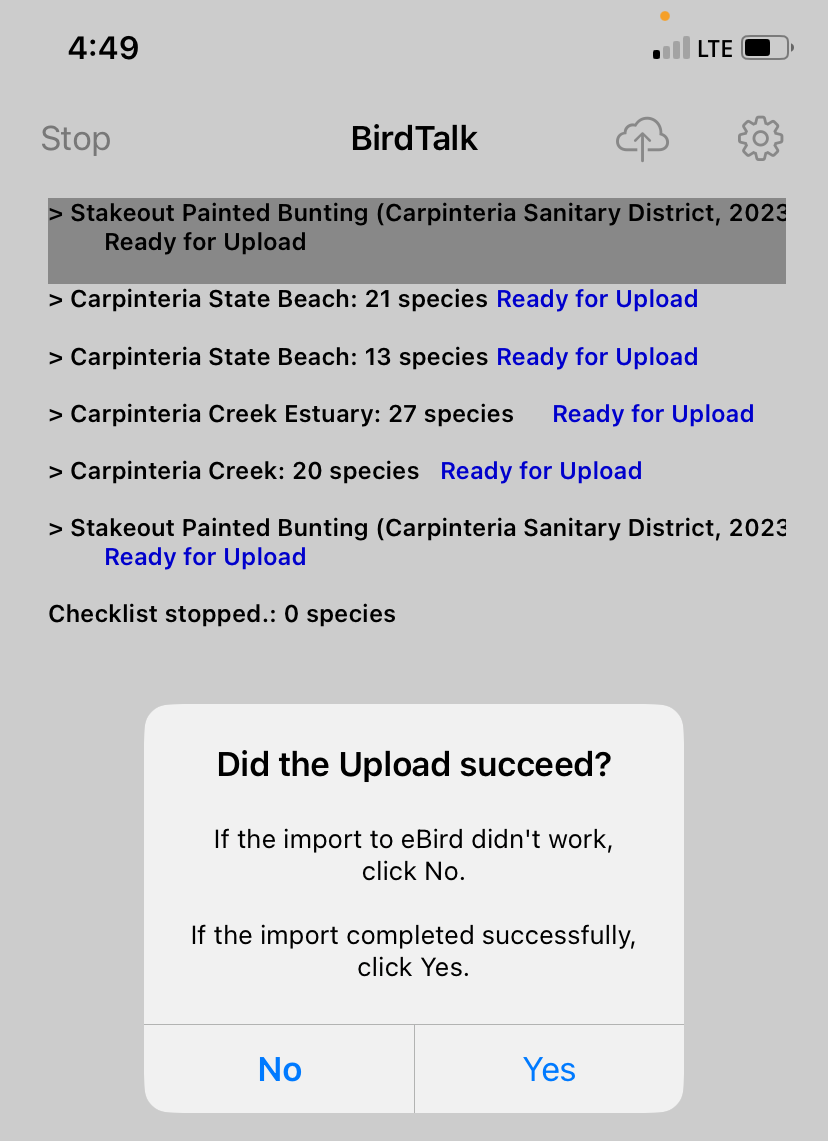 4:49 LTE
Stop BirdTalk
> Stakeout Painted Bunting (Carpinteria Sanitary District, 2023
Ready for Upload
> Carpinteria State Beach: 21 species Ready for Upload
> Carpinteria State Beach: 13 species Ready for Upload
> Carpinteria Creek Estuary: 27 species Ready for Upload
> Carpinteria Creek: 20 species Ready for Upload
> Stakeout Painted Bunting (Carpinteria Sanitary District, 2023
Ready for Upload
Checklist stopped.: 0 species
Did the Upload succeed?
If the import to eBird didn't work,
click No.
If the import completed successfully,
click Yes.
No Yes